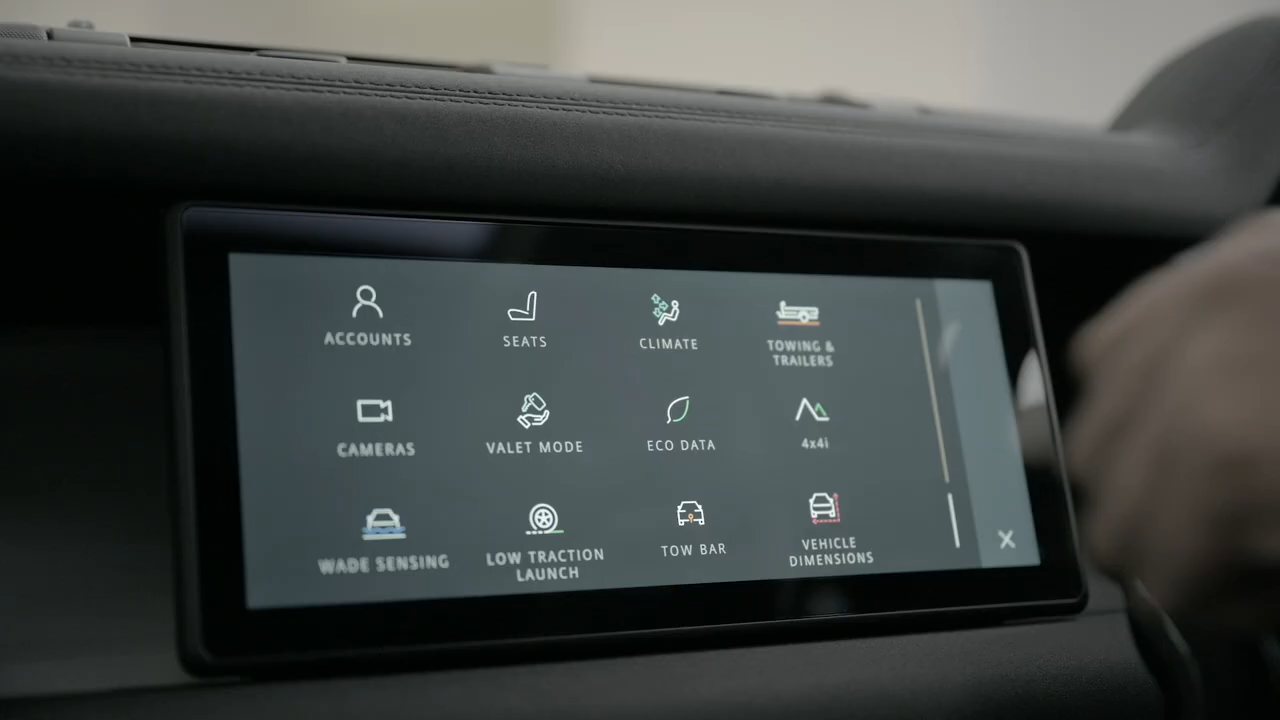 ACCOUNTS
SEATS
CLIMATE
TOWING &
TRAILERS
CAMERAS
VALET MODE
ECO DATA
4x4i
WADE SENSING
LOW TRACTION
LAUNCH
TOW BAR
VEHICLE
DIMENSIONS
X